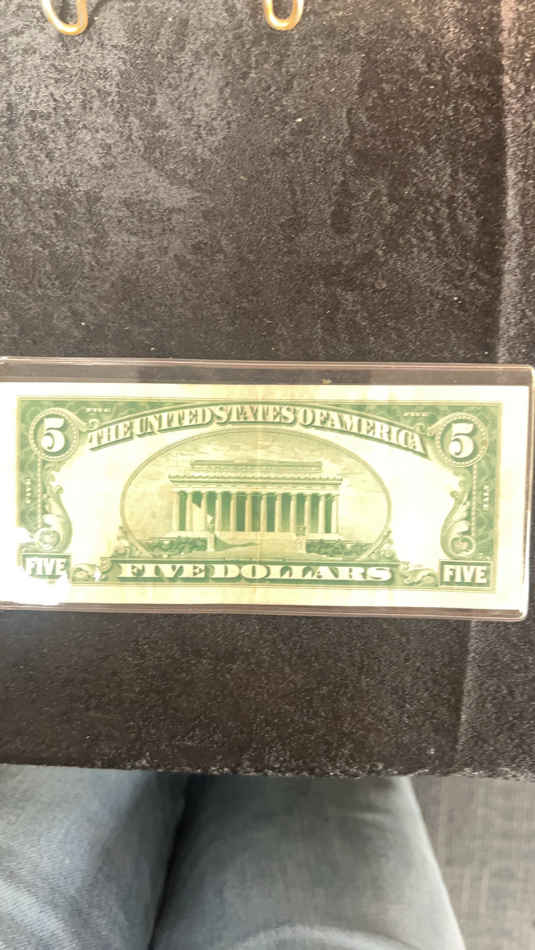 THE UNITED STATES OF AMERICA
5 5
FIVE FIVE DOLLARS FIVE